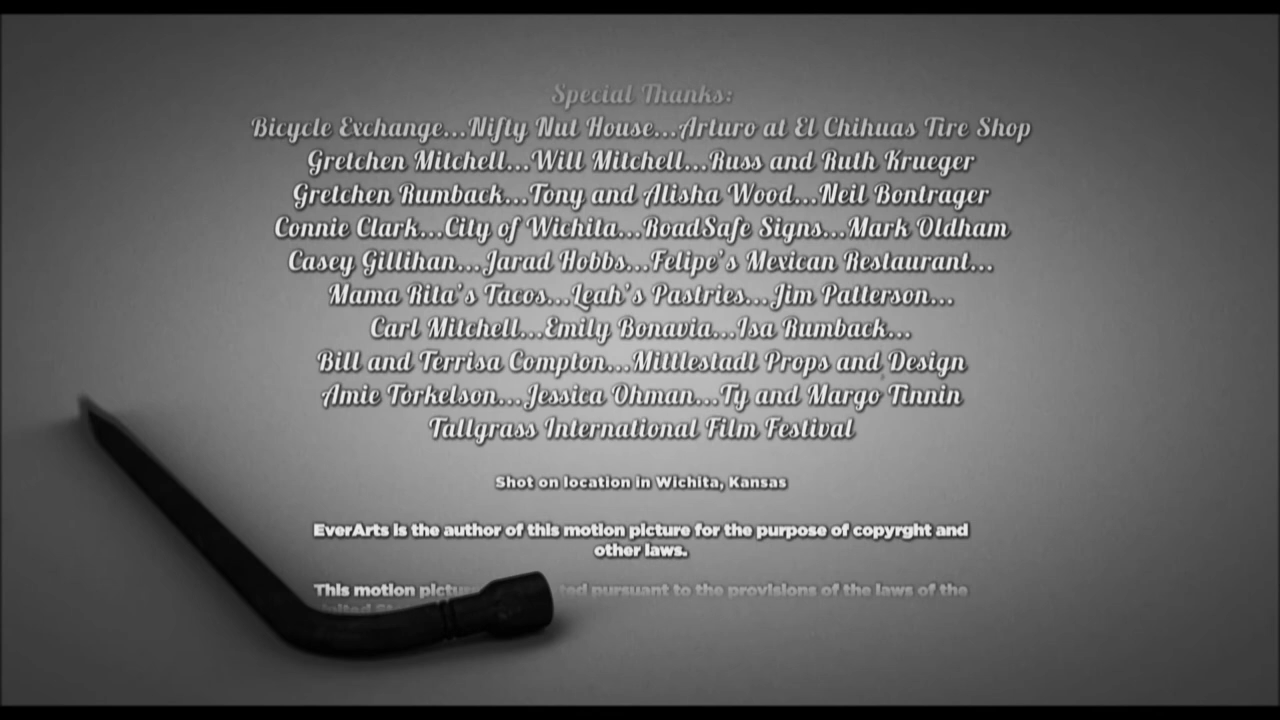 Special Thanks:
Bicycle Exchange...Nifty Nut House...Arturo at El Chihuas Tire Shop
Gretchen Mitchell...Will Mitchell...Russ and Ruth Krueger
Gretchen Rumback...Tony and Alisha Wood...Neil Bontrager
Connie Clark...City of Wichita...RoadSafe Signs...Mark Oldham
Casey Gillihan...Jarad Hobbs...Felipe's Mexican Restaurant...
Mama Rita's Tacos...Leah's Pastries...Jim Patterson...
Carl Mitchell...Emily Bonavia...Isa Rumback...
Bill and Terrisa Compton...Mittlestadt Props and Design
Amie Torkelson...Jessica Ohman...Ty and Margo Tinnin
Tallgrass International Film Festival
Shot on location in Wichita, Kansas
EverArts is the author of this motion picture for the purpose of copyrght and
other laws.
This motion pursuant to the provisions of the laws of the